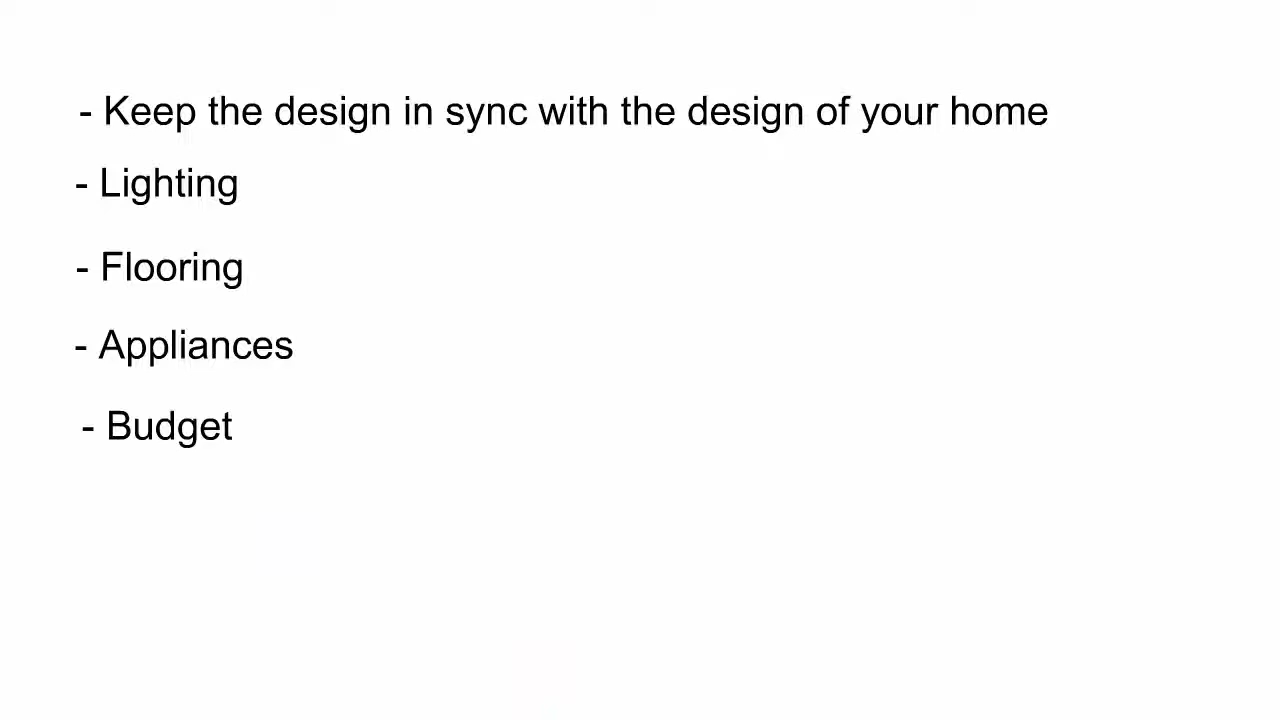 - Keep the design in sync with the design of your home
- Lighting
- Flooring
- Appliances
- Budget